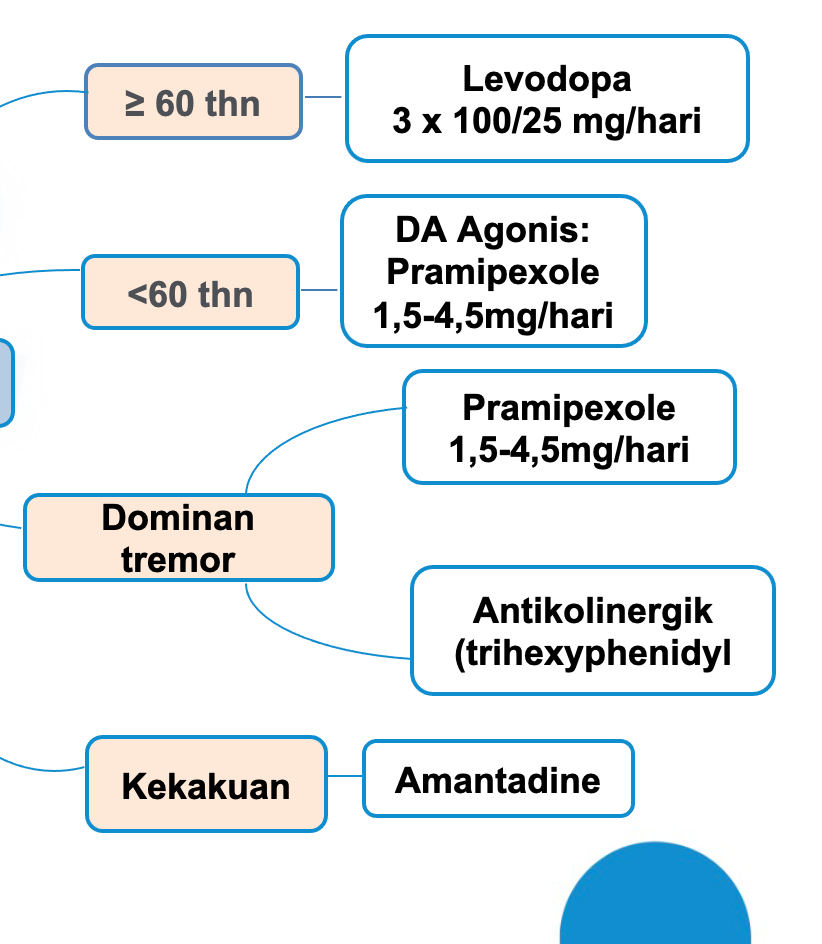 ≥ 60 thn
Levodopa
3 x 100/25 mg/hari
<60 thn
DA Agonis:
Pramipexole
1,5-4,5mg/hari
Pramipexole
1,5-4,5mg/hari
Dominan
tremor
Antikolinergik
(trihexyphenidyl
Kekakuan
Amantadine